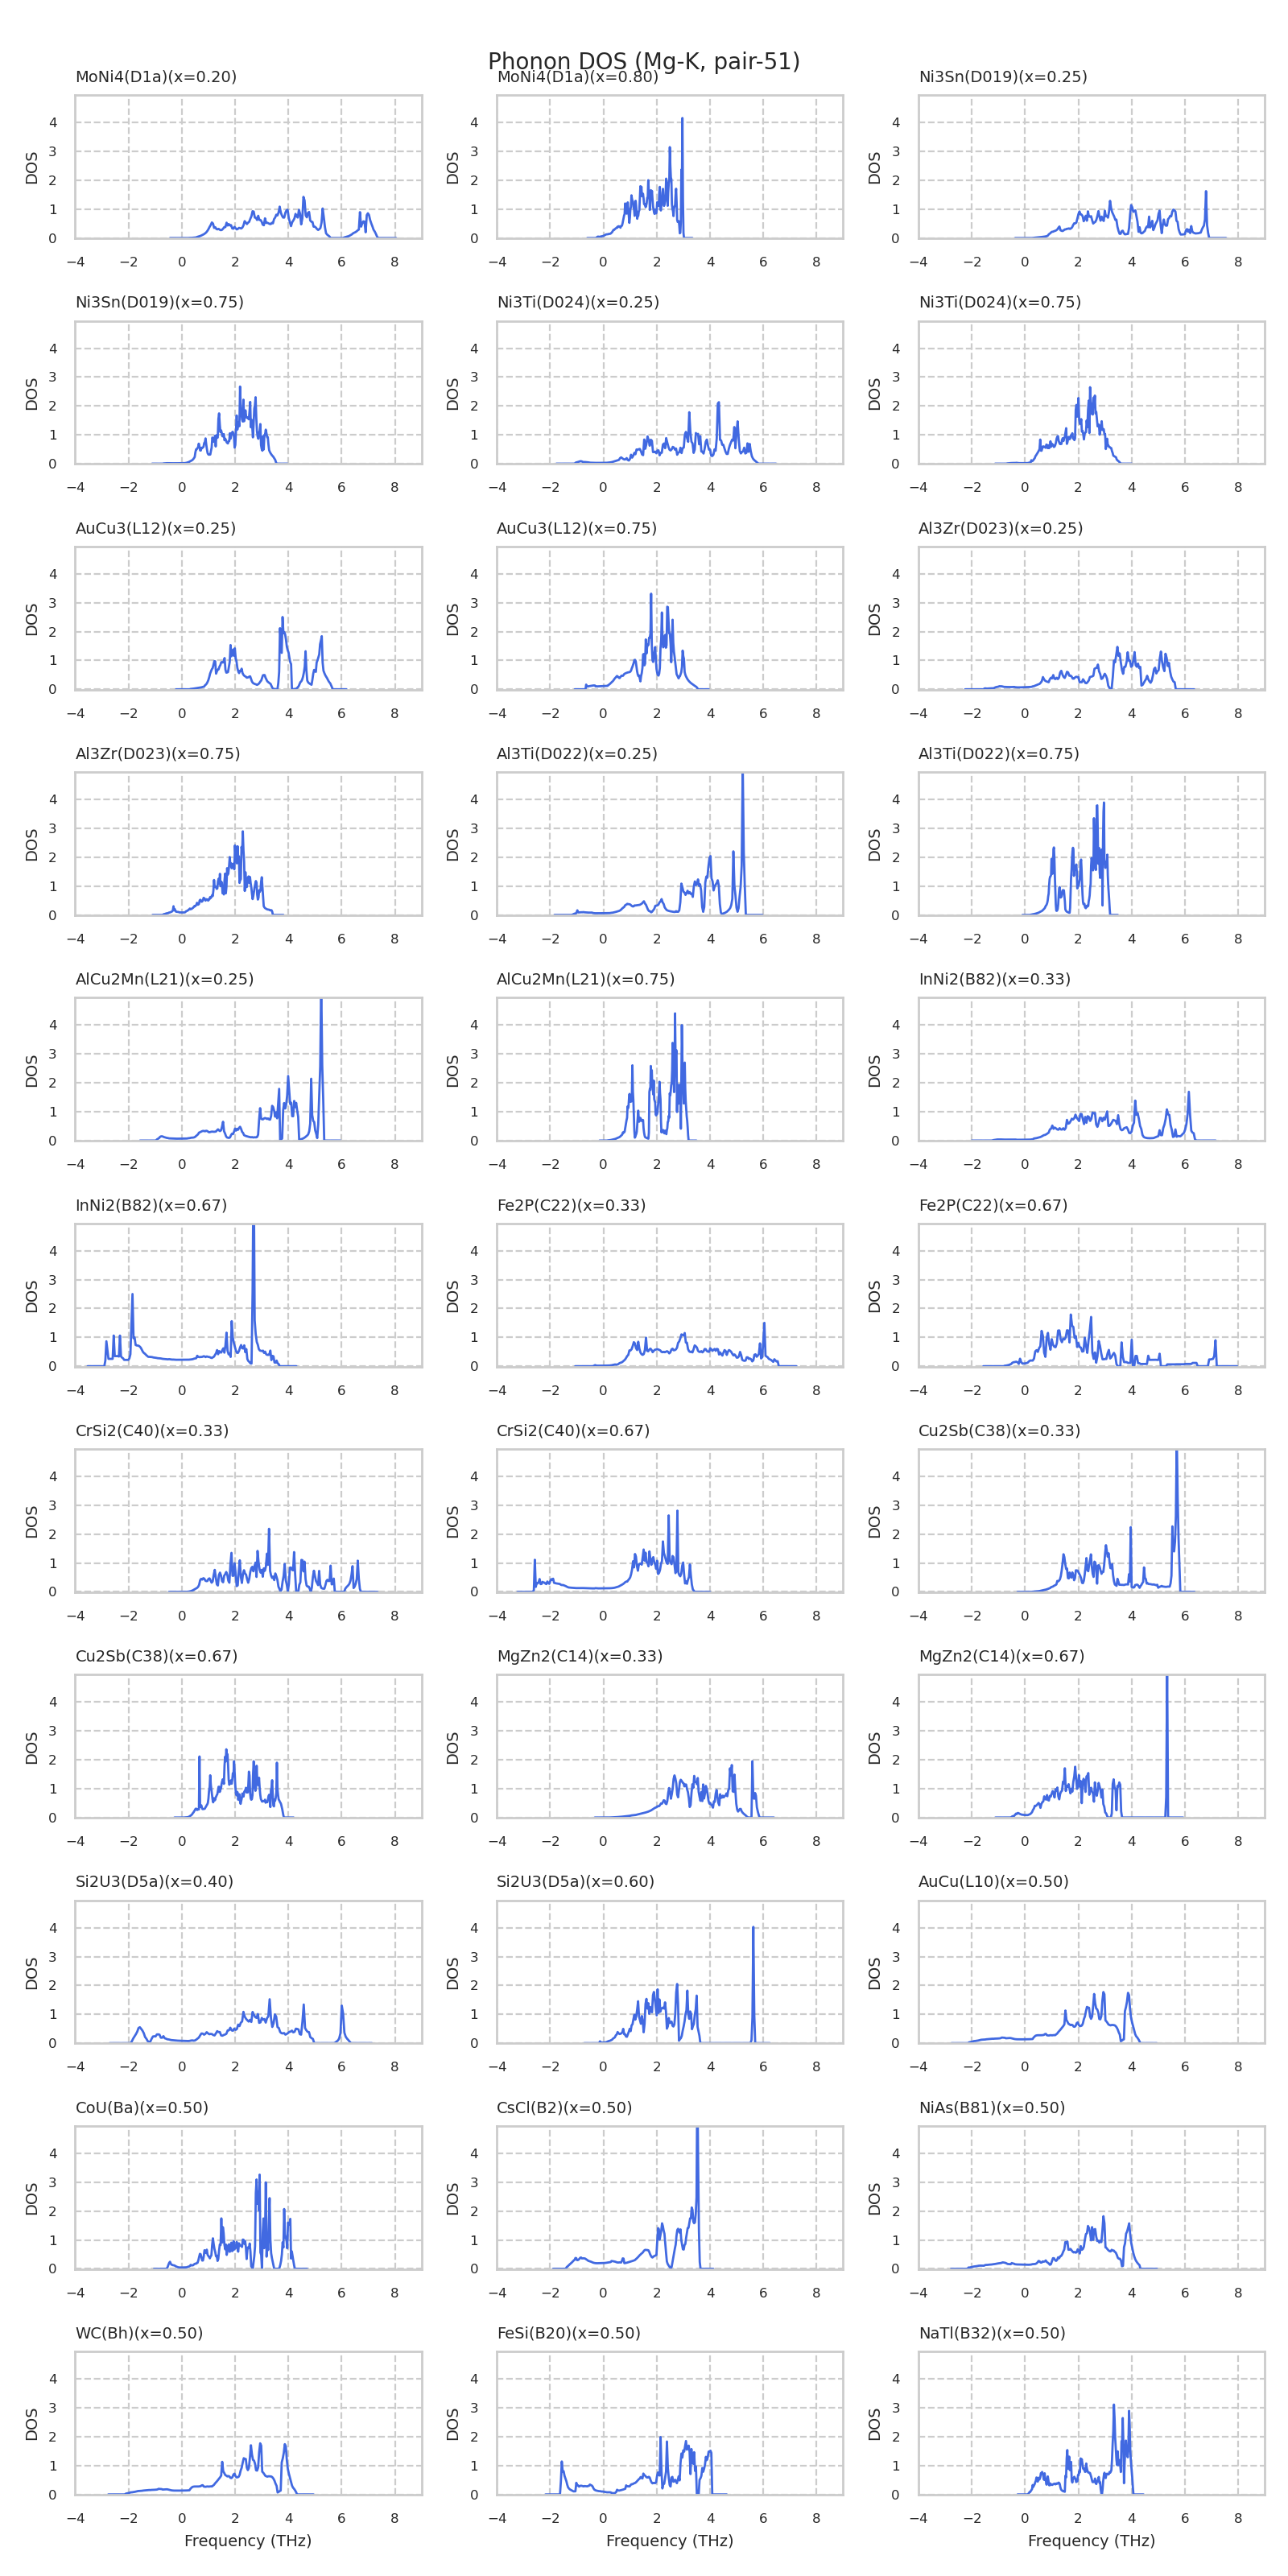 Phonon DOS (Mg-K, pair-51)
MoNi4(D1a)(x=0.20)
MoNi4(D1a)(x=0.80)
Ni3Sn(D019)(x=0.25)
Ni3Sn(D019)(x=0.75)
Ni3Ti(D024)(x=0.25)
Ni3Ti(D024)(x=0.75)
AuCu3(L12)(x=0.25)
AuCu3(L12)(x=0.75)
Al3Zr(D023)(x=0.25)
Al3Zr(D023)(x=0.75)
Al3Ti(D022)(x=0.25)
Al3Ti(D022)(x=0.75)
AlCu2Mn(L21)(x=0.25)
AlCu2Mn(L21)(x=0.75)
InNi2(B82)(x=0.33)
InNi2(B82)(x=0.67)
Fe2P(C22)(x=0.33)
Fe2P(C22)(x=0.67)
CrSi2(C40)(x=0.33)
CrSi2(C40)(x=0.67)
Cu2Sb(C38)(x=0.33)
Cu2Sb(C38)(x=0.67)
MgZn2(C14)(x=0.33)
MgZn2(C14)(x=0.67)
Si2U3(D5a)(x=0.40)
Si2U3(D5a)(x=0.60)
AuCu(L10)(x=0.50)
CoU(Ba)(x=0.50)
CsCl(B2)(x=0.50)
NiAs(B81)(x=0.50)
WC(Bh)(x=0.50)
FeSi(B20)(x=0.50)
NaTl(B32)(x=0.50)
DOS
4
3
2
1
0
−4 −2 0 2 4 6 8
Frequency (THz)
Frequency (THz)
Frequency (THz)